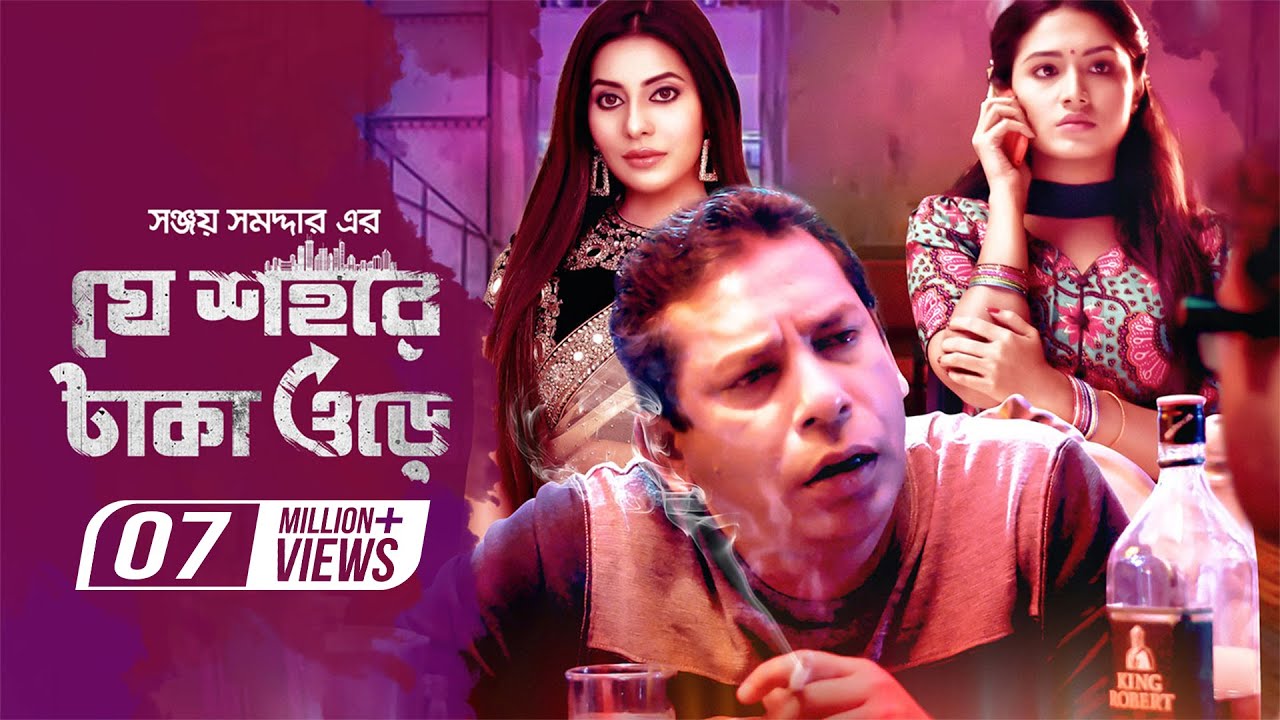 সঞ্জয় সমদ্দার এর
যে শহরে
টাকা ওড়ে
07
MILLION+
VIEWS
KING
ROBERT